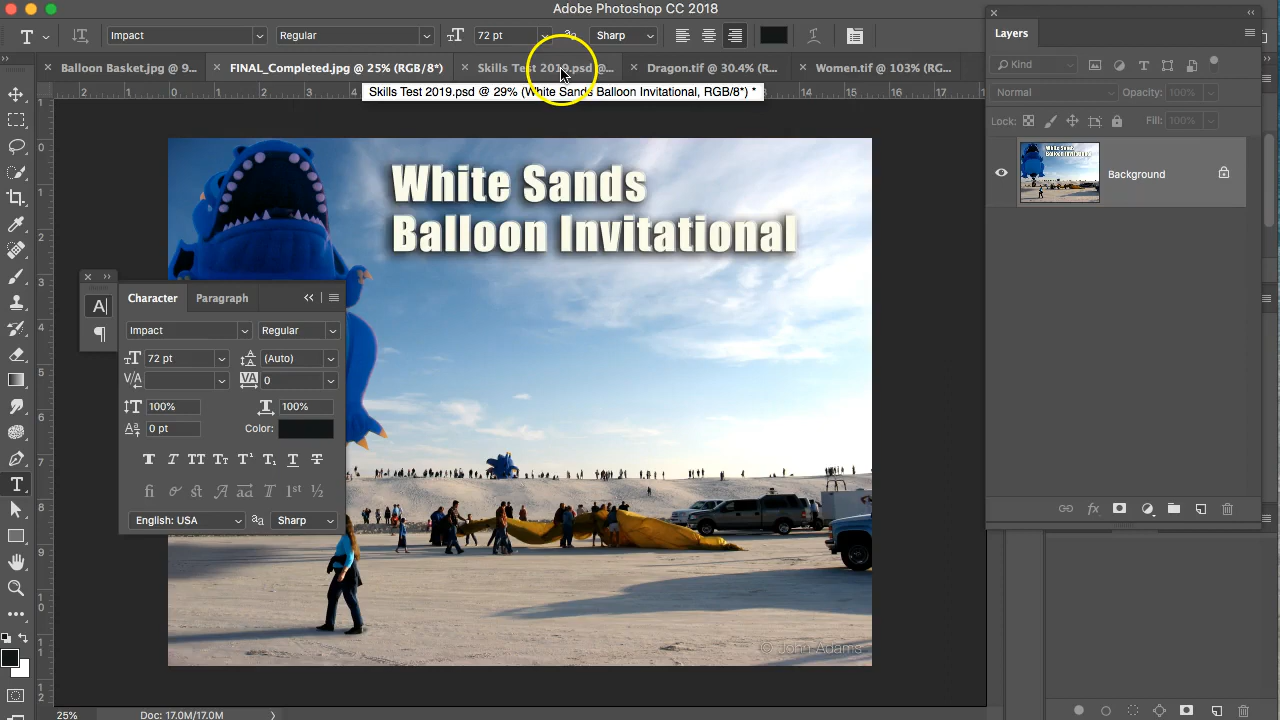 Adobe Photoshop CC 2018
Impact
Regular
72 pt
Sharp
Balloon Basket.jpg @ 9...
FINAL_Completed.jpg @ 25% (RGB/8*)
Skills Test 2019.psd @...
Dragon.tif @ 30.4% (R...
Women.tif @ 103% (RG...
Skills Test 2019.psd @ 29% (White Sands Balloon Invitational, RGB/8*) *
White Sands
Balloon Invitational
Character
Paragraph
Impact
Regular
72 pt
(Auto)
0
100%
100%
0 pt
Color:
English: USA
Sharp
© John Adams
Layers
Kind
Normal
Opacity: 100%
Lock:
Fill: 100%
Background
25%
Doc: 17.0M/17.0M